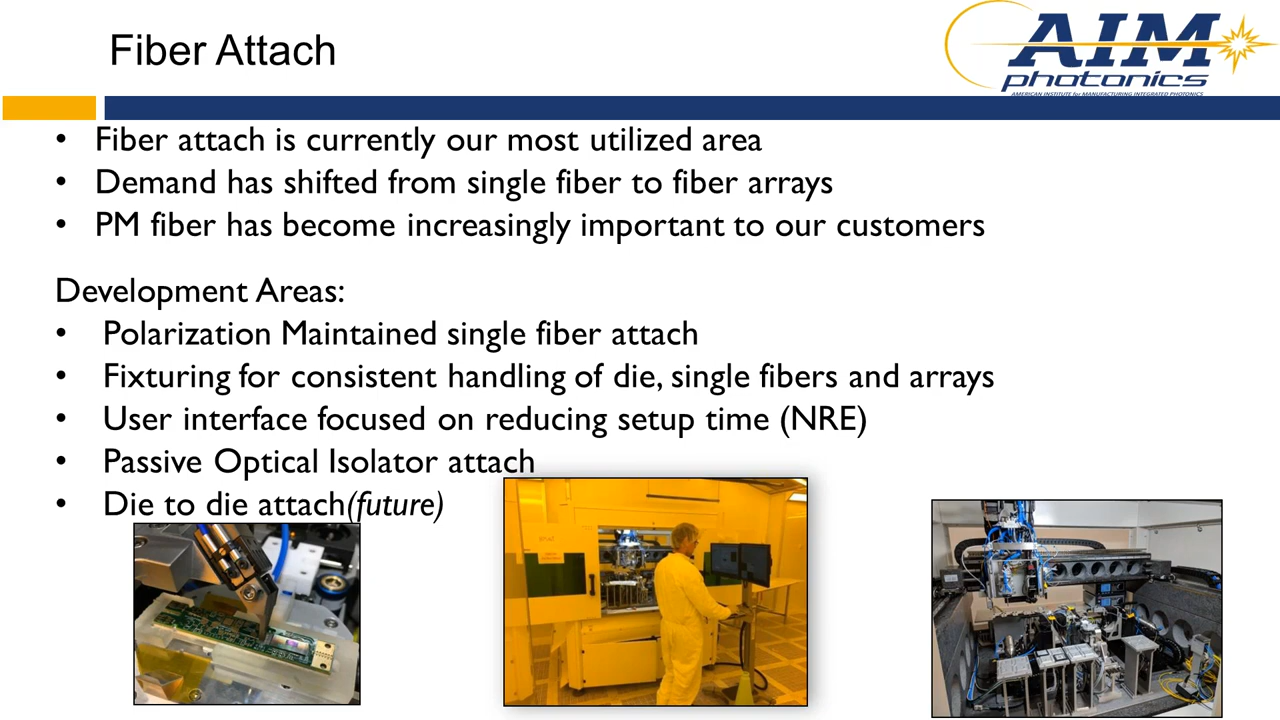 Fiber Attach
AIM
photonics
AMERICAN INSTITUTE for MANUFACTURING INTEGRATED PHOTONICS
• Fiber attach is currently our most utilized area
• Demand has shifted from single fiber to fiber arrays
• PM fiber has become increasingly important to our customers
Development Areas:
• Polarization Maintained single fiber attach
• Fixturing for consistent handling of die, single fibers and arrays
• User interface focused on reducing setup time (NRE)
• Passive Optical Isolator attach
• Die to die attach(future)